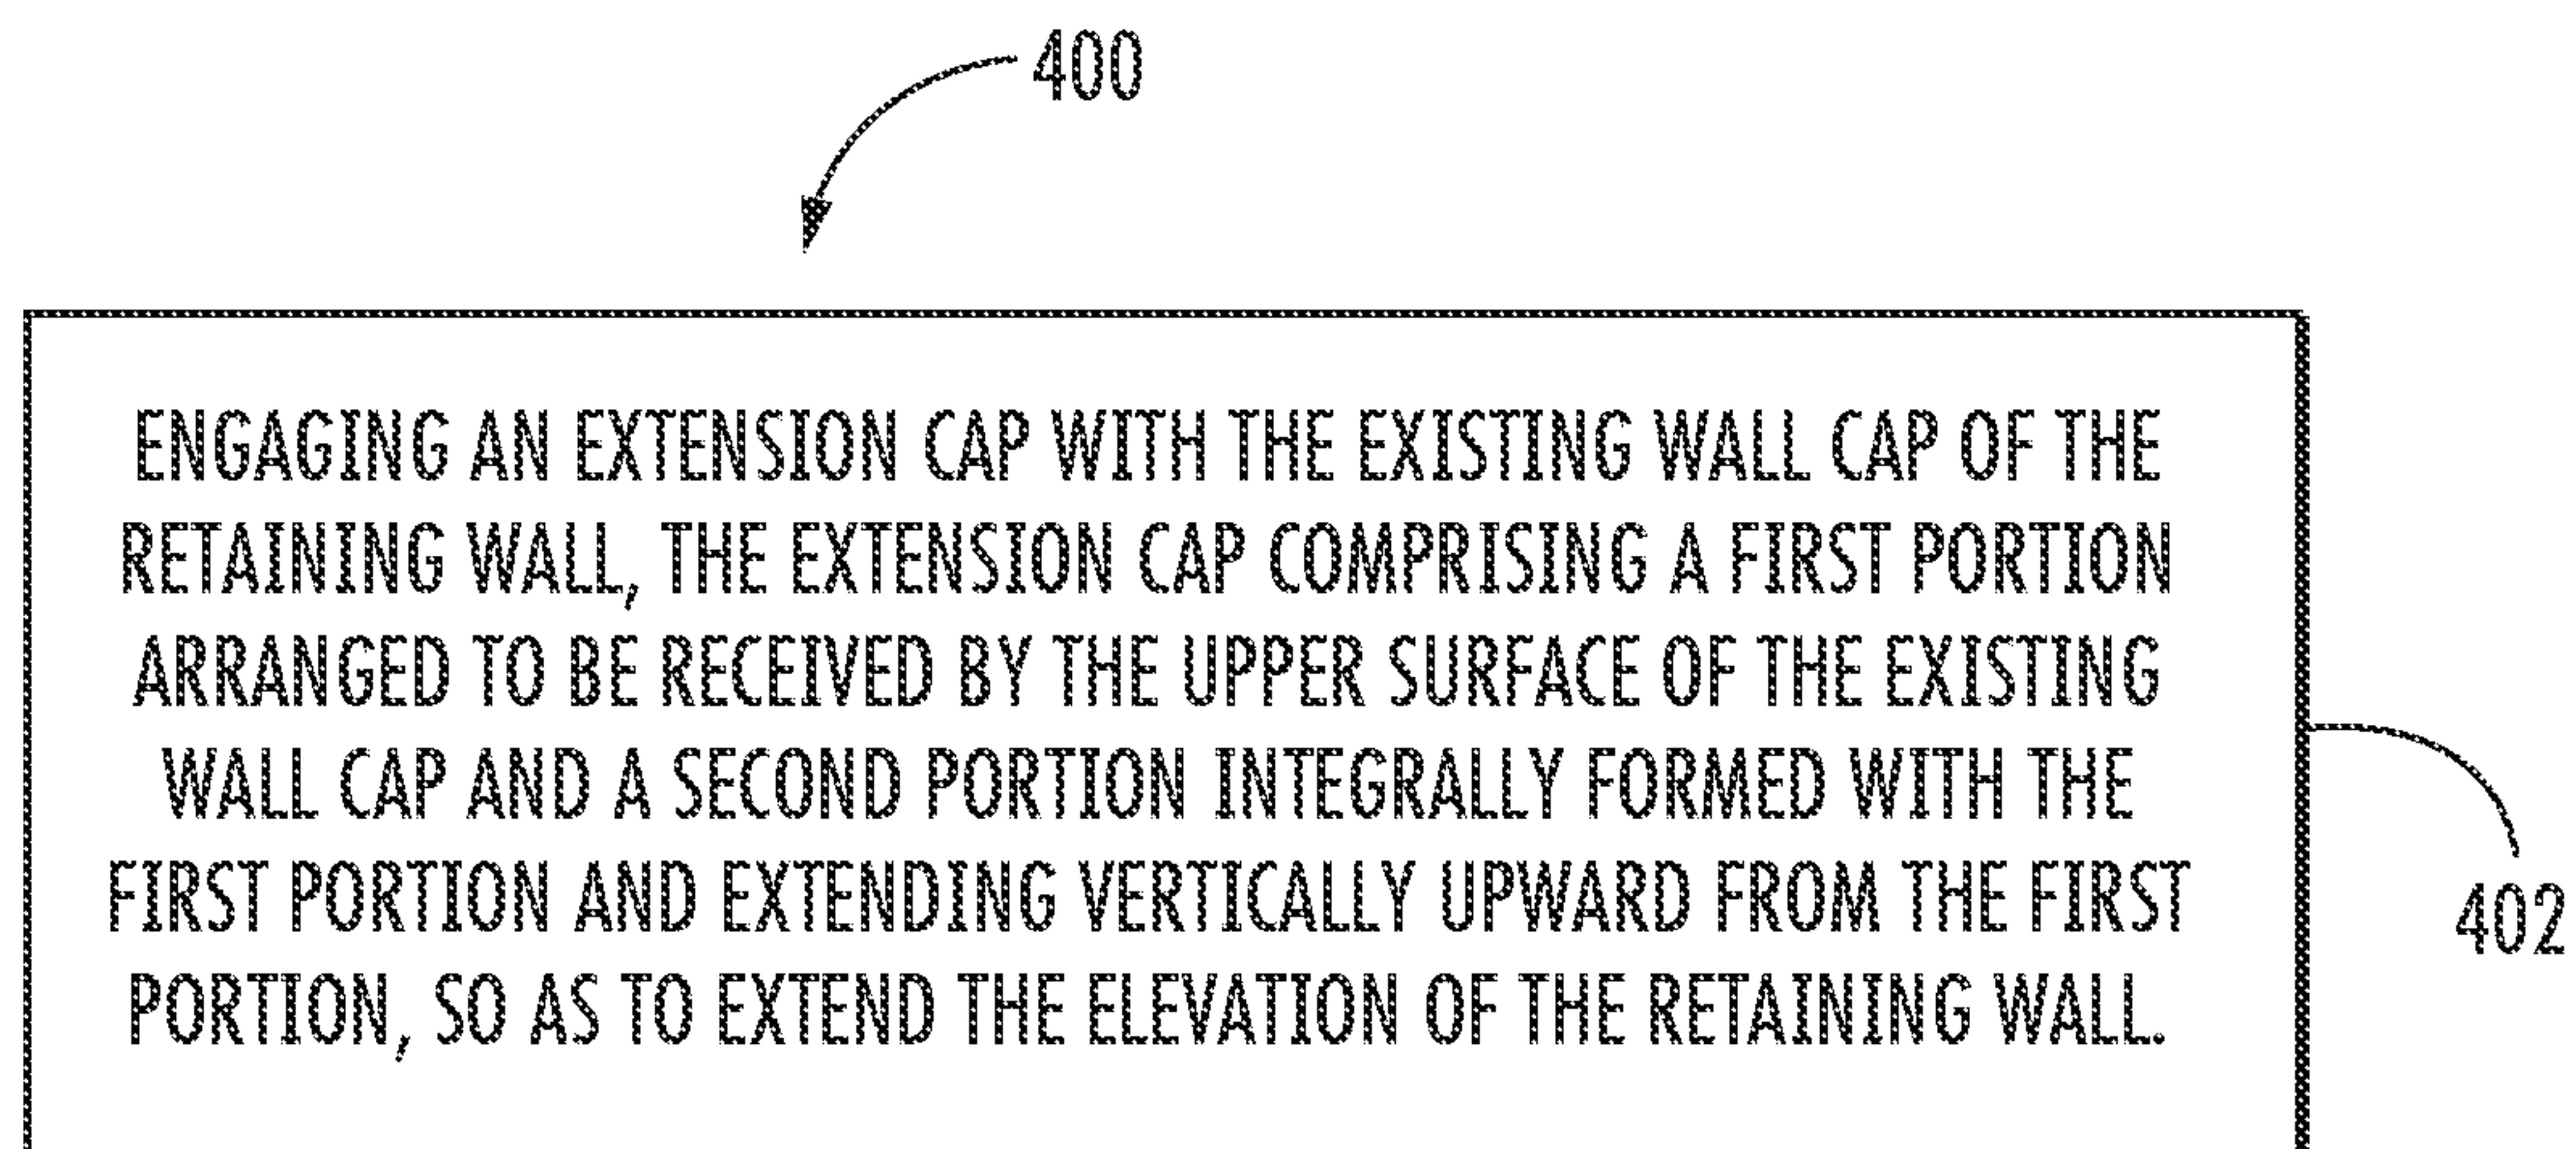 400
ENGAGING AN EXTENSION CAP WITH THE EXISTING WALL CAP OF THE
RETAINING WALL, THE EXTENSION CAP COMPRISING A FIRST PORTION
ARRANGED TO BE RECEIVED BY THE UPPER SURFACE OF THE EXISTING
WALL CAP AND A SECOND PORTION INTEGRALLY FORMED WITH THE
FIRST PORTION AND EXTENDING VERTICALLY UPWARD FROM THE FIRST
PORTION, SO AS TO EXTEND THE ELEVATION OF THE RETAINING WALL.
402